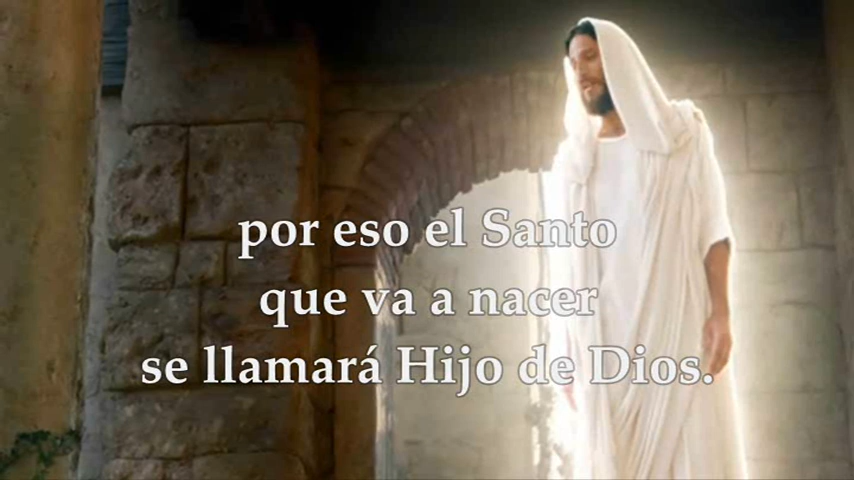 por eso el Santo
que va a nacer
se llamará Hijo de Dios.